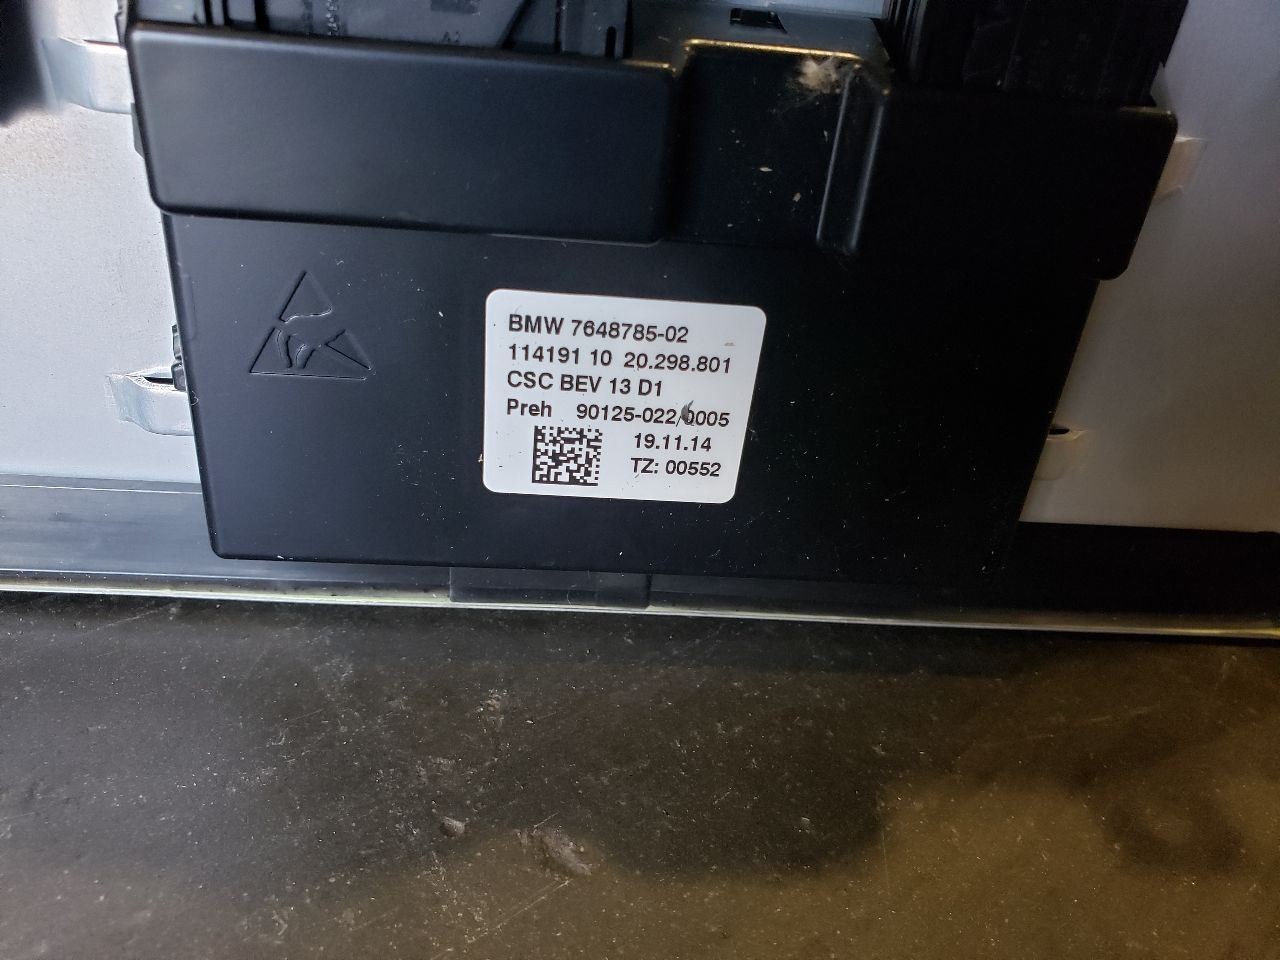 BMW 7648785-02
114191 10 20.298.801
CSC BEV 13 D1
Preh 90125-022/0005
19.11.14
TZ: 00552